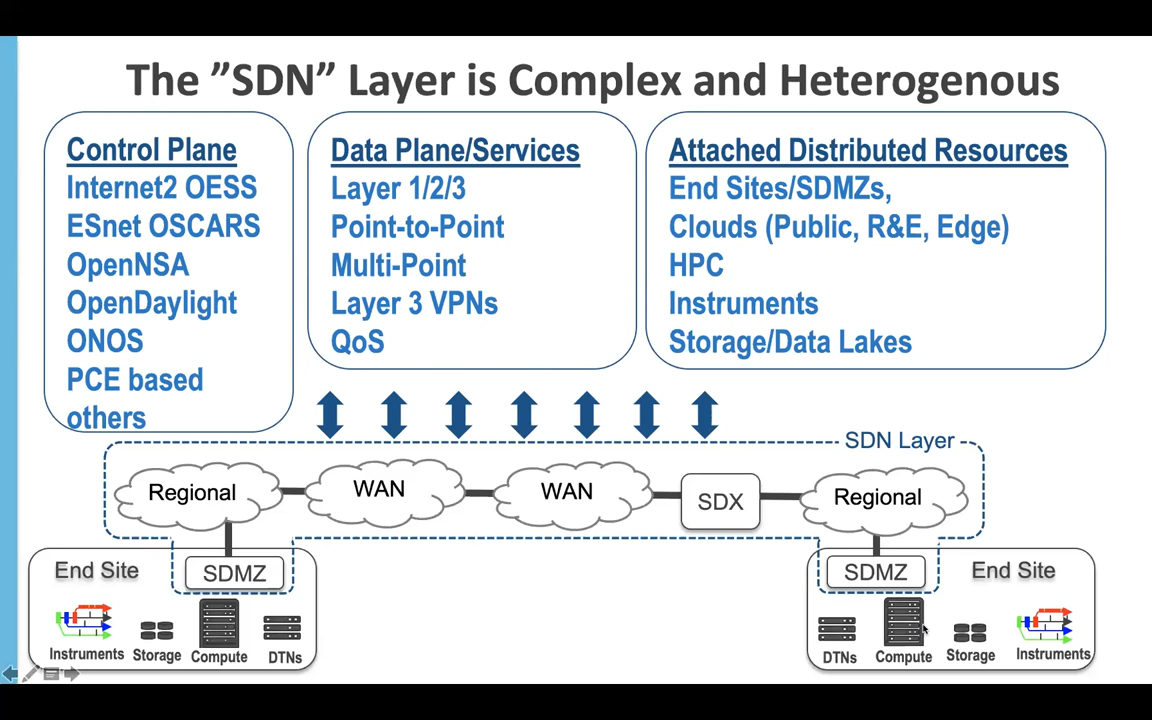 The ”SDN” Layer is Complex and Heterogenous
Control Plane
Internet2 OESS
ESnet OSCARS
OpenNSA
OpenDaylight
ONOS
PCE based
others
Data Plane/Services
Layer 1/2/3
Point-to-Point
Multi-Point
Layer 3 VPNs
QoS
Attached Distributed Resources
End Sites/SDMZs,
Clouds (Public, R&E, Edge)
HPC
Instruments
Storage/Data Lakes
SDN Layer
Regional
WAN
WAN
SDX
Regional
End Site
SDMZ
Instruments
Storage
Compute
DTNs
SDMZ
End Site
DTNs
Compute
Storage
Instruments